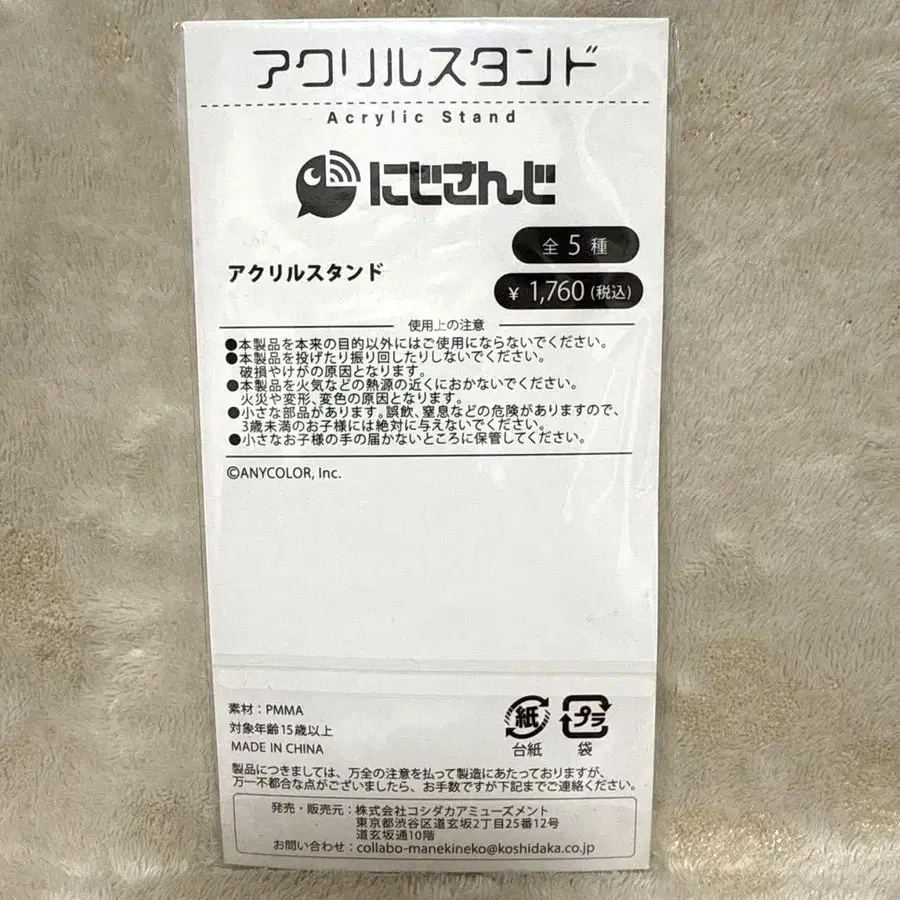 アクリルスタンド
Acrylic Stand
にじさんじ
全5種
アクリルスタンド
¥ 1,760 (税込)
使用上の注意
●本製品を本来の目的以外にはご使用にならないでください。
●本製品を投げたり振り回したりしないでください。
破損やけがの原因となります。
●本製品を火気などの熱源の近くにおかないでください。
火災や変形、変色の原因となります。
●小さな部品があります。誤飲、窒息などの危険がありますので、
3歳未満のお子様には絶対に与えないでください。
●小さなお子様の手の届かないところに保管してください。
©ANYCOLOR, Inc.
素材：PMMA
対象年齢15歳以上
MADE IN CHINA
紙 プラ
台紙 袋
製品につきましては、万全の注意を払って製造にあたっておりますが、
万一不都合な点がございましたら、お手数ですが下記までご連絡ください。
発売・販売元：株式会社コシダカアミューズメント
東京都渋谷区道玄坂2丁目25番12号
道玄坂通10階
お問い合わせ：collabo-manekineko@koshidaka.co.jp